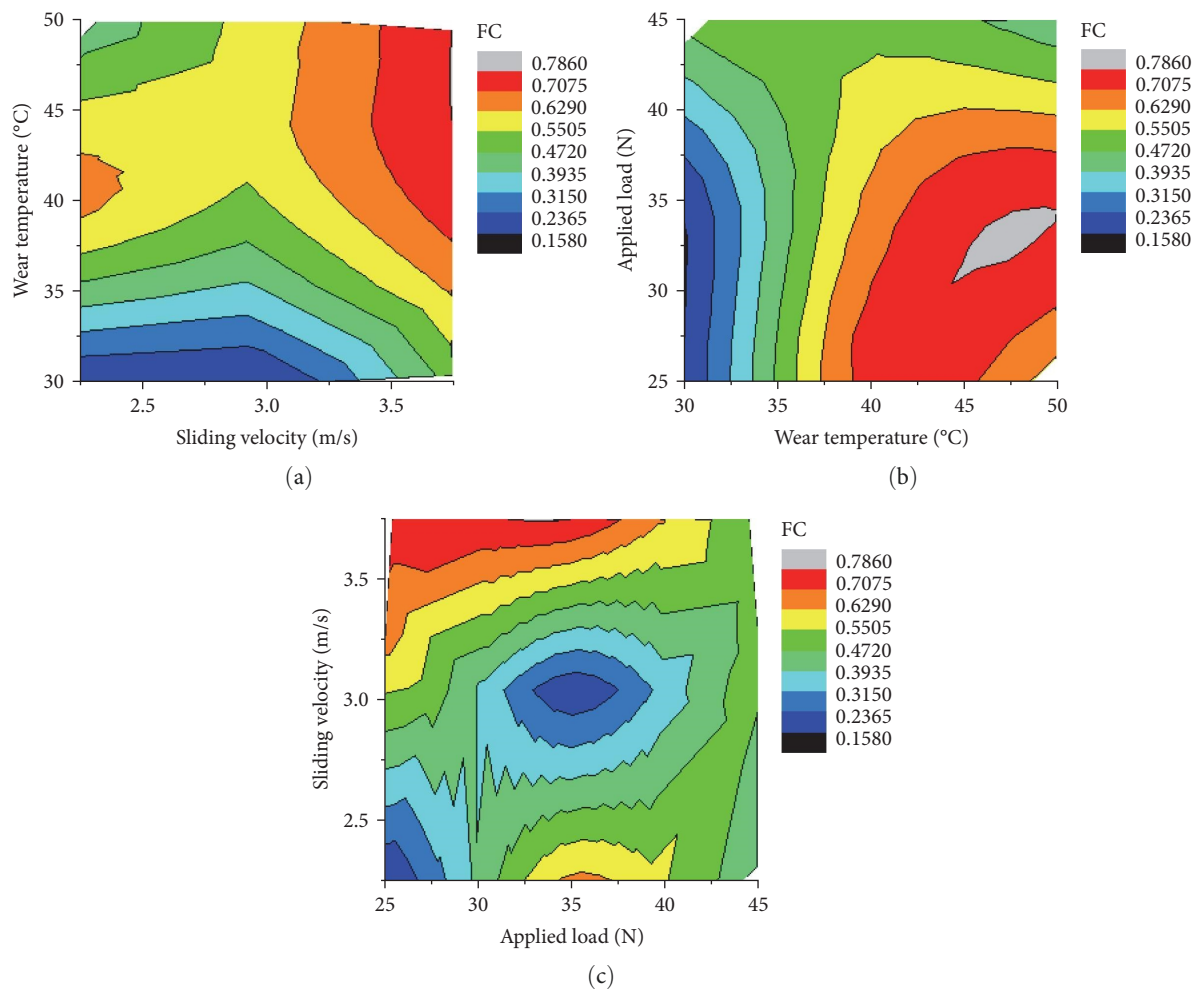 FC
0.7860
0.7075
0.6290
0.5505
0.4720
0.3935
0.3150
0.2365
0.1580
50
45
40
35
30
Wear temperature (°C)
2.5 3.0 3.5
Sliding velocity (m/s)
(a)
FC
0.7860
0.7075
0.6290
0.5505
0.4720
0.3935
0.3150
0.2365
0.1580
45
40
35
30
25
Applied load (N)
30 35 40 45 50
Wear temperature (°C)
(b)
FC
0.7860
0.7075
0.6290
0.5505
0.4720
0.3935
0.3150
0.2365
0.1580
3.5
3.0
2.5
Sliding velocity (m/s)
25 30 35 40 45
Applied load (N)
(c)